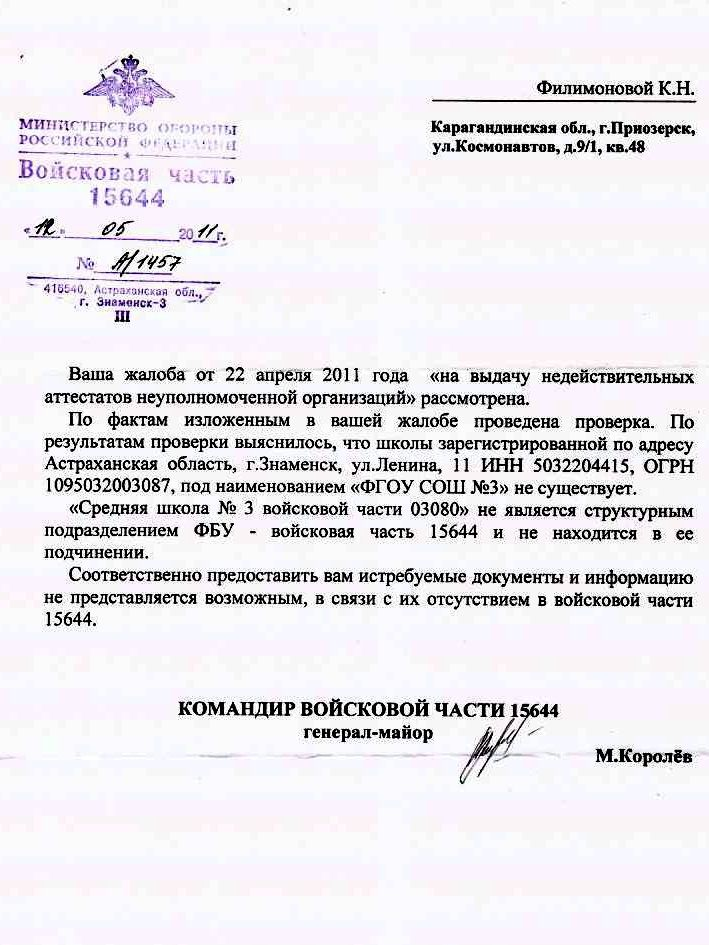 Филимоновой К.Н.
Карагандинская обл., г.Приозерск,
ул.Космонавтов, д.9/1, кв.48
МИНИСТЕРСТВО ОБОРОНЫ
РОССИЙСКОЙ ФЕДЕРАЦИИ
Войсковая часть
15644
«12» 05 2011г.
№ А/1457
416540, Астраханская обл.,
г. Знаменск-3
III
Ваша жалоба от 22 апреля 2011 года «на выдачу недействительных
аттестатов неуполномоченной организаций» рассмотрена.
По фактам изложенным в вашей жалобе проведена проверка. По
результатам проверки выяснилось, что школы зарегистрированной по адресу
Астраханская область, г.Знаменск, ул.Ленина, 11 ИНН 5032204415, ОГРН
1095032003087, под наименованием «ФГОУ СОШ №3» не существует.
«Средняя школа № 3 войсковой части 03080» не является структурным
подразделением ФБУ - войсковая часть 15644 и не находится в ее
подчинении.
Соответственно предоставить вам истребуемые документы и информацию
не представляется возможным, в связи с их отсутствием в войсковой части
15644.
КОМАНДИР ВОЙСКОВОЙ ЧАСТИ 15644
генерал-майор
М.Королёв